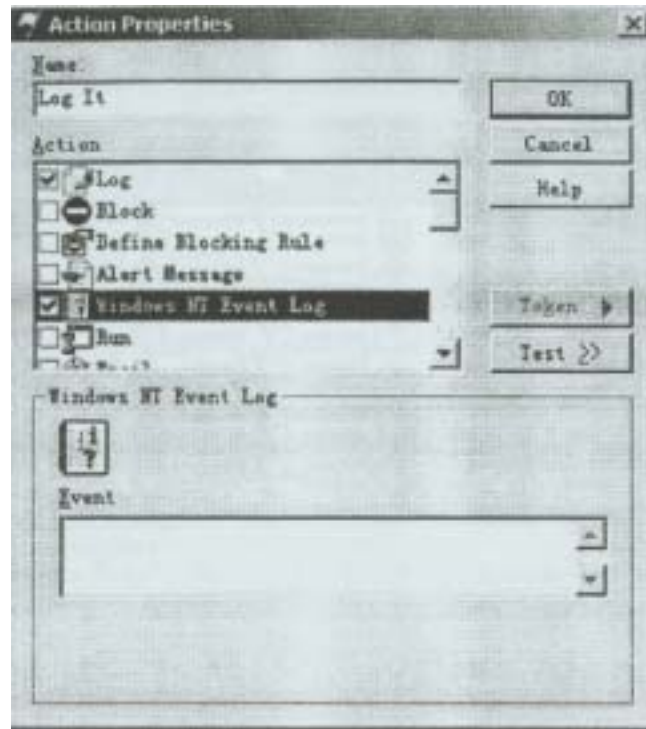 Action Properties
Name:
Log It
OK
Action
Cancel
Log
Help
Block
Define Blocking Rule
Alert Message
Windows NT Event Log
Token
Run
Test >>
Windows NT Event Log
Event